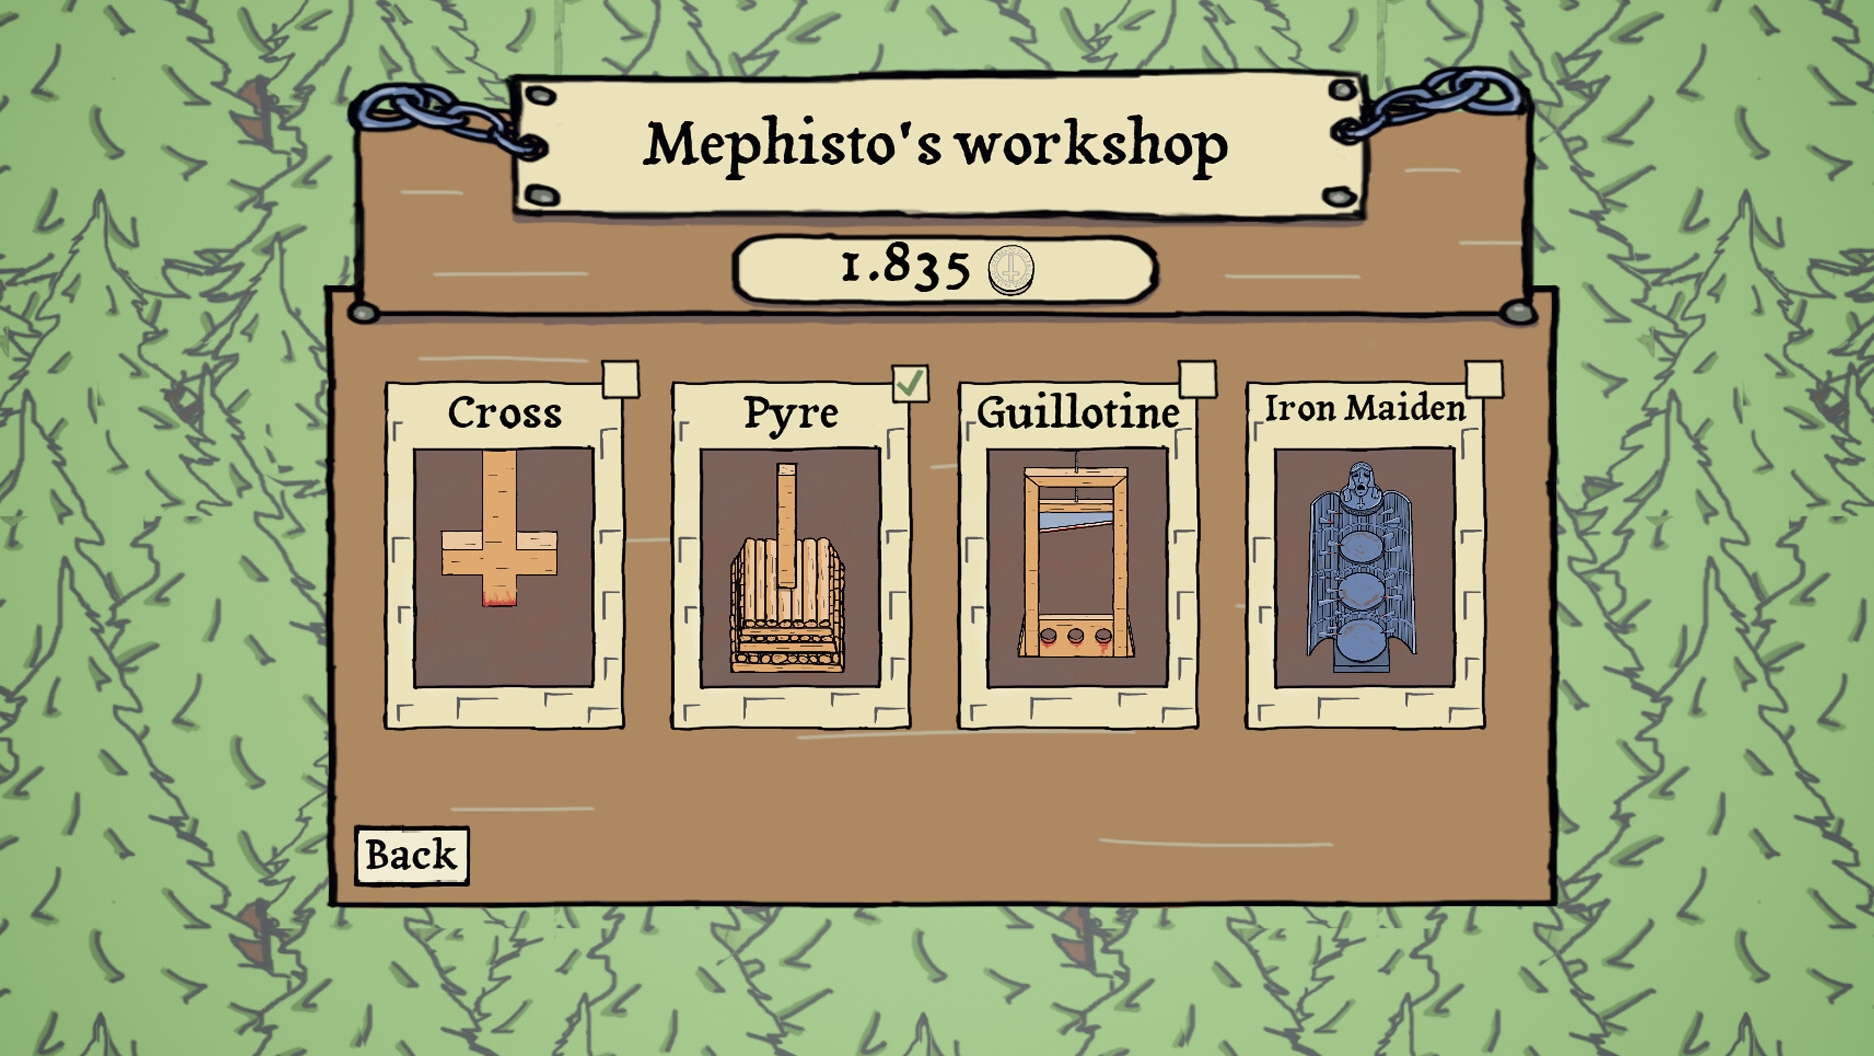 Mephisto's workshop
1.835
Cross
Pyre
Guillotine
Iron Maiden
Back